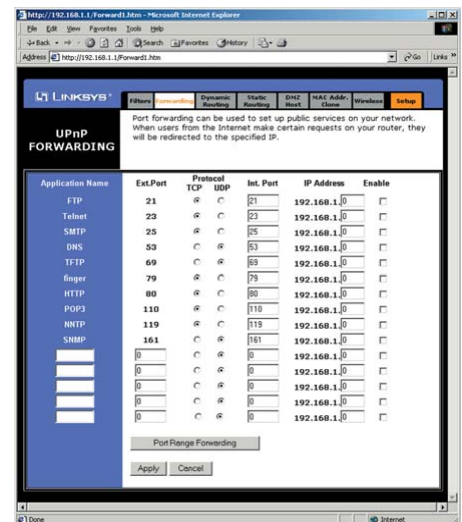 http://192.168.1.1/Forward1.htm - Microsoft Internet Explorer
File Edit View Favorites Tools Help
Back Search Favorites History
Address http://192.168.1.1/Forward1.htm Go Links »
LINKSYS®
Filters Forwarding Dynamic Routing Static Routing DMZ Host MAC Addr. Clone Wireless Setup
UPnP FORWARDING
Port forwarding can be used to set up public services on your network.
When users from the Internet make certain requests on your router, they
will be redirected to the specified IP.
Application Name Ext.Port Protocol TCP UDP Int. Port IP Address Enable
FTP 21 21 192.168.1.0
Telnet 23 23 192.168.1.0
SMTP 25 25 192.168.1.0
DNS 53 53 192.168.1.0
TFTP 69 69 192.168.1.0
finger 79 79 192.168.1.0
HTTP 80 80 192.168.1.0
POP3 110 110 192.168.1.0
NNTP 119 119 192.168.1.0
SNMP 161 161 192.168.1.0
0 0 192.168.1.0
0 0 192.168.1.0
0 0 192.168.1.0
0 0 192.168.1.0
0 0 192.168.1.0
Port Range Forwarding
Apply Cancel
Done Internet